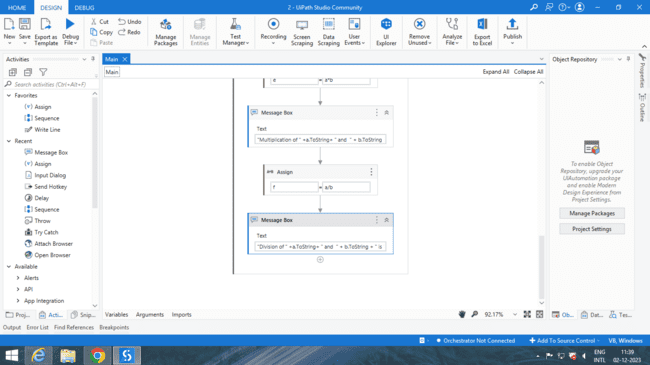 HOME DESIGN DEBUG
2 - UiPath Studio Community
New Save Export as Template Debug File
Cut Copy Paste
Undo Redo
Manage Packages
Manage Entities
Test Manager
Recording
Screen Scraping
Data Scraping
User Events
UI Explorer
Remove Unused
Analyze File
Export to Excel
Publish
Activities
Search activities (Ctrl+Alt+F)
Favorites
(x) Assign
Sequence
Write Line
Recent
Message Box
(x) Assign
Input Dialog
Send Hotkey
Delay
Sequence
Throw
Try Catch
Attach Browser
Open Browser
Available
Alerts
API
App Integration
Proj...
Acti...
Snip...
Main
Main
Expand All Collapse All
e = a*b
Message Box
Text
"Multiplication of " +a.ToString+ " and " + b.ToString
Assign
f = a/b
Message Box
Text
"Division of " +a.ToString+ " and " + b.ToString + " is
Variables Arguments Imports
92.17%
Object Repository
To enable Object Repository, upgrade your UIAutomation package and enable Modern Design Experience from Project Settings.
Manage Packages
Project Settings
Ob...
Dat...
Tes...
Properties
Outline
Output Error List Find References Breakpoints
Orchestrator Not Connected
Add To Source Control
VB, Windows
ENG
INTL
11:39
02-12-2023